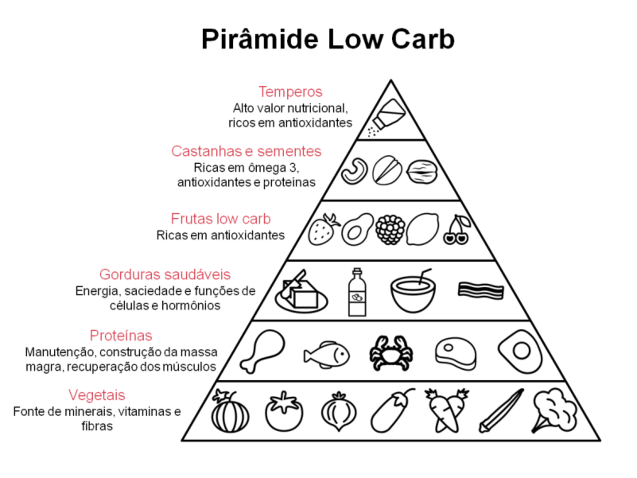 Pirâmide Low Carb
Temperos
Alto valor nutricional,
ricos em antioxidantes
Castanhas e sementes
Ricas em ômega 3,
antioxidantes e proteinas
Frutas low carb
Ricas em antioxidantes
Gorduras saudáveis
Energia, saciedade e funções de
células e hormônios
Proteínas
Manutenção, construção da massa
magra, recuperação dos músculos
Vegetais
Fonte de minerais, vitaminas e
fibras